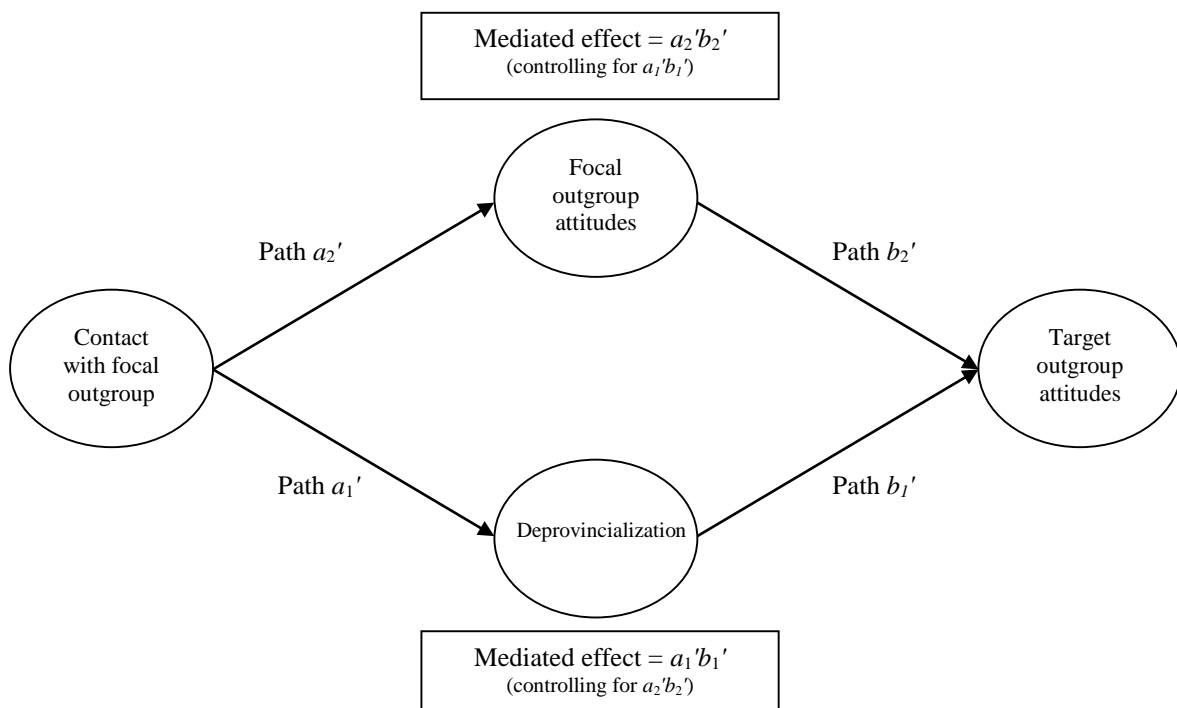 Mediated effect = a₂′b₂′
(controlling for a₁′b₁′)
Focal
outgroup
attitudes
Path a₂′
Path b₂′
Contact
with focal
outgroup
Target
outgroup
attitudes
Path a₁′
Path b₁′
Deprovincialization
Mediated effect = a₁′b₁′
(controlling for a₂′b₂′)